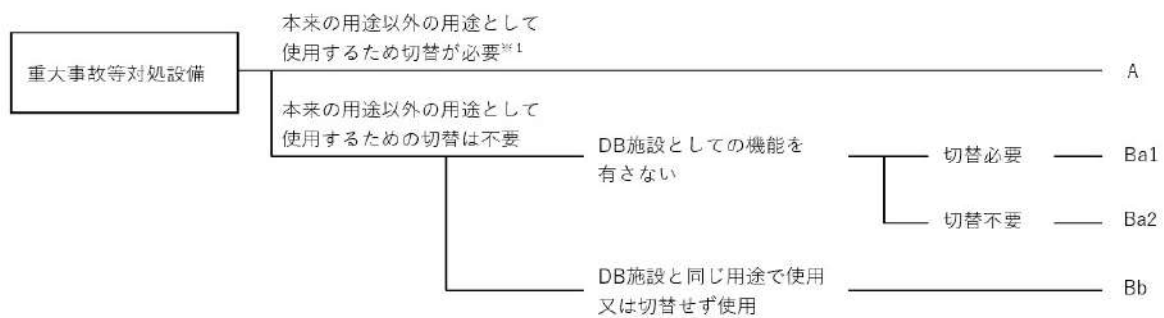 本来の用途以外の用途として
使用するため切替が必要※1
重大事故等対処設備
A
本来の用途以外の用途として
使用するための切替は不要
DB施設としての機能を
有さない
切替必要
Ba1
切替不要
Ba2
DB施設と同じ用途で使用
又は切替せず使用
Bb